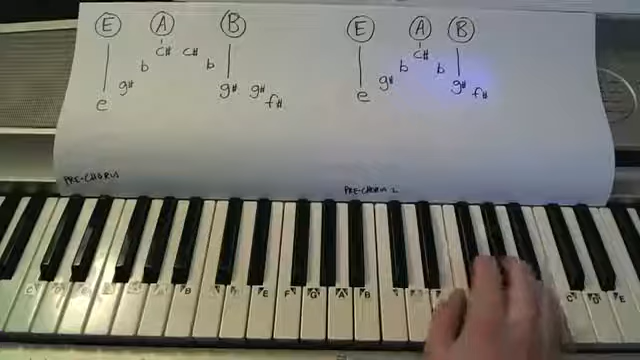 E A B E A B
c# c# c#
b b b b
g# g# g# g# g#
e f# e f#
PRE-CHORUS PRE-CHORUS 2
B E F G A B C D E